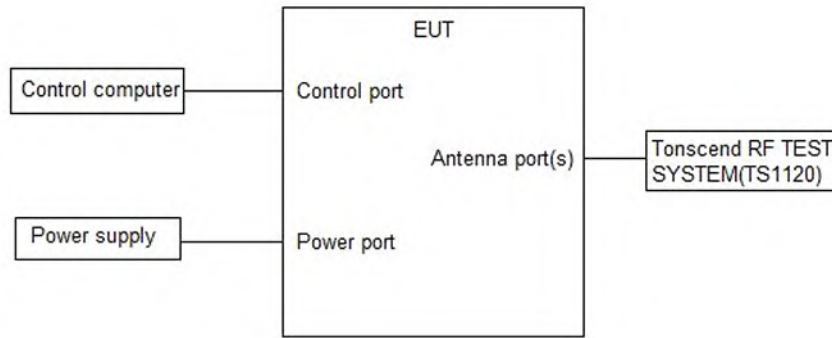 EUT
Control computer
Control port
Antenna port(s)
Tonscend RF TEST
SYSTEM(TS1120)
Power supply
Power port